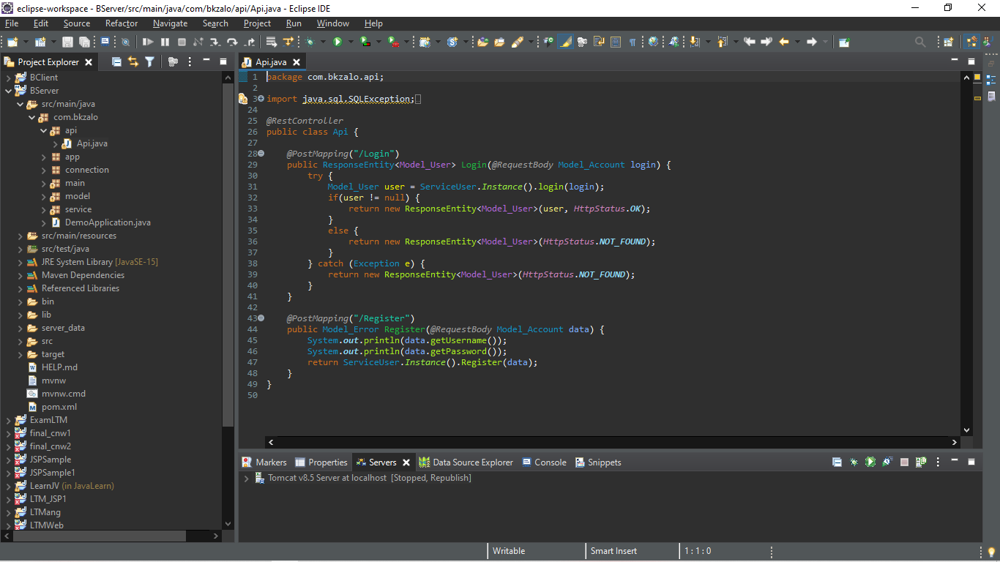 eclipse-workspace - BServer/src/main/java/com/bkzalo/api/Api.java - Eclipse IDE
File Edit Source Refactor Navigate Search Project Run Window Help
Project Explorer
BClient
BServer
src/main/java
com.bkzalo
api
Api.java
app
connection
main
model
service
DemoApplication.java
src/main/resources
src/test/java
JRE System Library [JavaSE-15]
Maven Dependencies
Referenced Libraries
bin
lib
server_data
src
target
HELP.md
mvnw
mvnw.cmd
pom.xml
ExamLTM
final_cnw1
final_cnw2
JSPSample
JSPSample1
LearnJV (in JavaLearn)
LTM_JSP1
LTMang
LTMWeb
Api.java
1 package com.bkzalo.api;
2
3 import java.sql.SQLException;
24
25 @RestController
26 public class Api {
27
28 @PostMapping("/Login")
29 public ResponseEntity<Model_User> Login(@RequestBody Model_Account login) {
30 try {
31 Model_User user = ServiceUser.Instance().login(login);
32 if(user != null) {
33 return new ResponseEntity<Model_User>(user, HttpStatus.OK);
34 }
35 else {
36 return new ResponseEntity<Model_User>(HttpStatus.NOT_FOUND);
37 }
38 } catch (Exception e) {
39 return new ResponseEntity<Model_User>(HttpStatus.NOT_FOUND);
40 }
41 }
42
43 @PostMapping("/Register")
44 public Model_Error Register(@RequestBody Model_Account data) {
45 System.out.println(data.getUsername());
46 System.out.println(data.getPassword());
47 return ServiceUser.Instance().Register(data);
48 }
49 }
50
Markers Properties Servers Data Source Explorer Console Snippets
Tomcat v8.5 Server at localhost [Stopped, Republish]
Writable Smart Insert 1 : 1 : 0